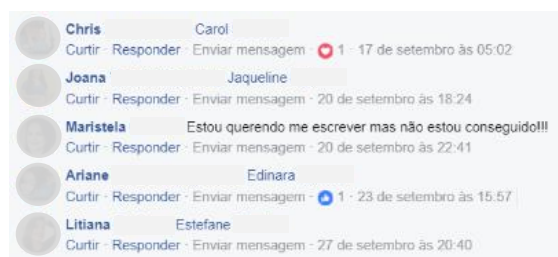 Chris Carol
Curtir · Responder · Enviar mensagem · 1 · 17 de setembro às 05:02
Joana Jaqueline
Curtir · Responder · Enviar mensagem · 20 de setembro às 18:24
Maristela Estou querendo me escrever mas não estou conseguido!!!
Curtir · Responder · Enviar mensagem · 20 de setembro às 22:41
Ariane Edinara
Curtir · Responder · Enviar mensagem · 1 · 23 de setembro às 15:57
Litiana Estefane
Curtir · Responder · Enviar mensagem · 27 de setembro às 20:40